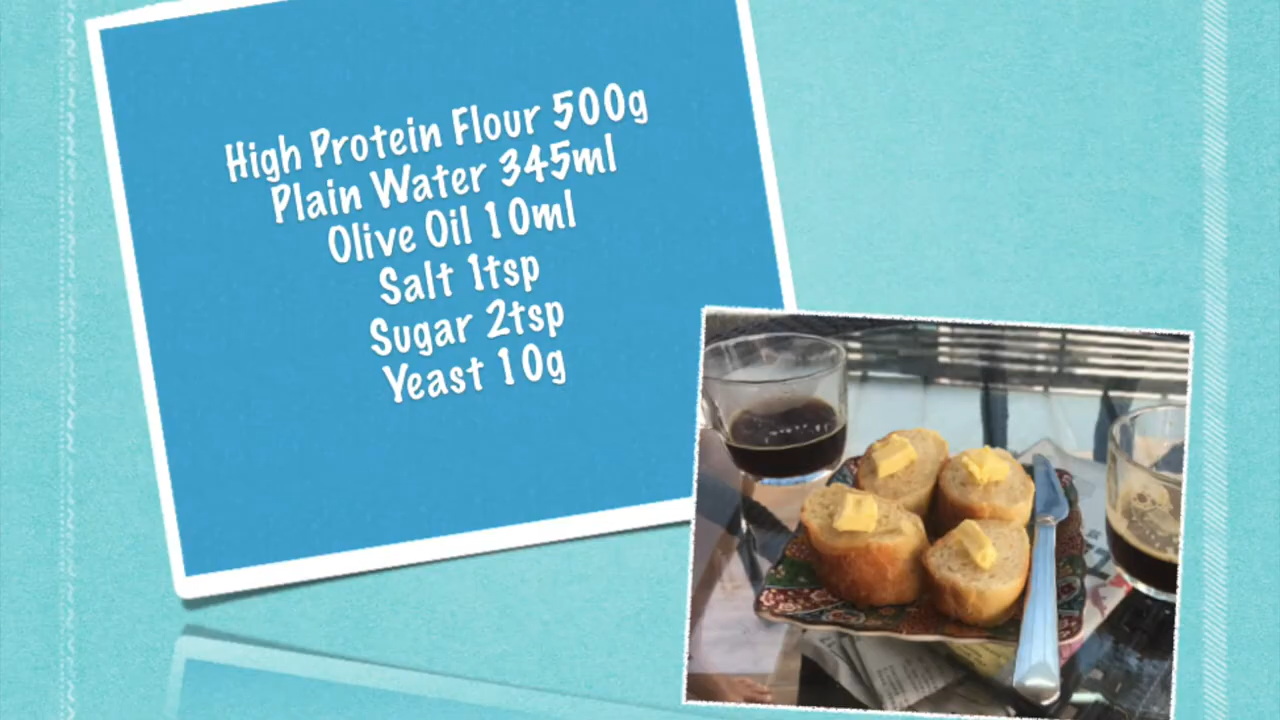 High Protein Flour 500g
Plain Water 345ml
Olive Oil 10ml
Salt 1tsp
Sugar 2tsp
Yeast 10g